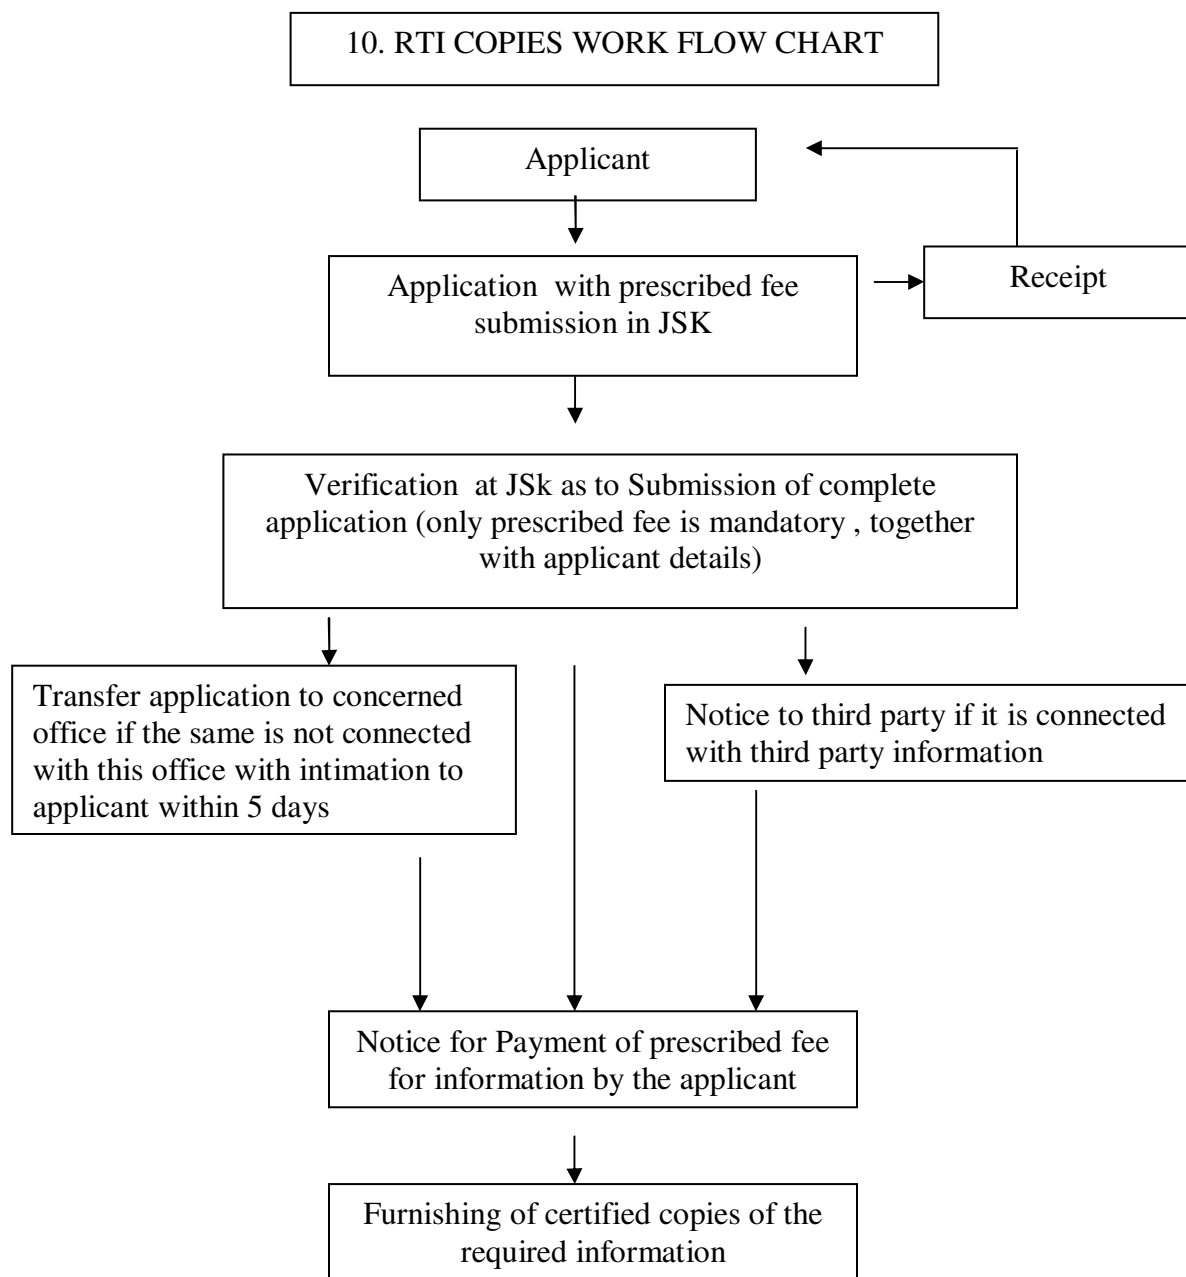 10. RTI COPIES WORK FLOW CHART
Applicant
Application with prescribed fee
submission in JSK
Receipt
Verification at JSk as to Submission of complete
application (only prescribed fee is mandatory , together
with applicant details)
Transfer application to concerned
office if the same is not connected
with this office with intimation to
applicant within 5 days
Notice to third party if it is connected
with third party information
Notice for Payment of prescribed fee
for information by the applicant
Furnishing of certified copies of the
required information